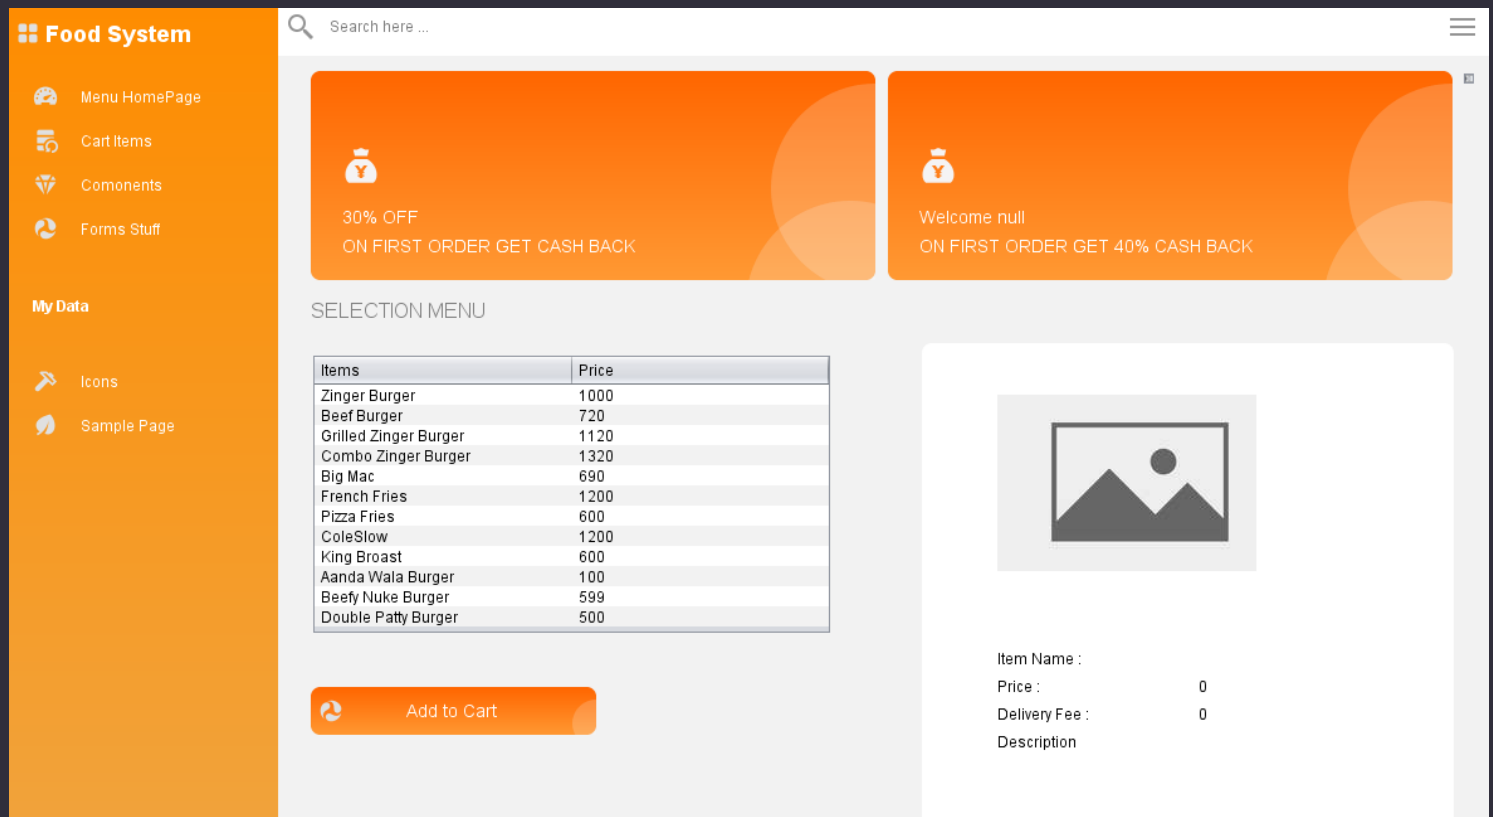 Food System
Search here ...
Menu HomePage
Cart Items
Comonents
Forms Stuff
My Data
Icons
Sample Page
30% OFF
ON FIRST ORDER GET CASH BACK
Welcome null
ON FIRST ORDER GET 40% CASH BACK
SELECTION MENU
Items Price
Zinger Burger 1000
Beef Burger 720
Grilled Zinger Burger 1120
Combo Zinger Burger 1320
Big Mac 690
French Fries 1200
Pizza Fries 600
ColeSlow 1200
King Broast 600
Aanda Wala Burger 100
Beefy Nuke Burger 599
Double Patty Burger 500
Add to Cart
Item Name :
Price : 0
Delivery Fee : 0
Description